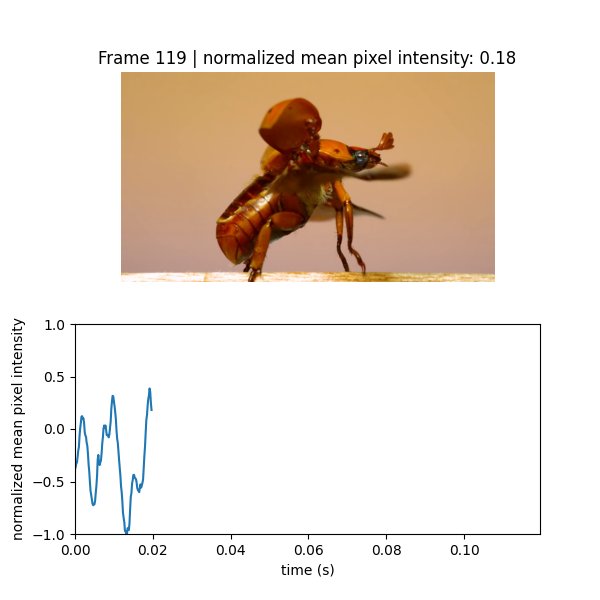 Frame 119 | normalized mean pixel intensity: 0.18
1.0
0.5
0.0
−0.5
−1.0
normalized mean pixel intensity
0.00 0.02 0.04 0.06 0.08 0.10
time (s)